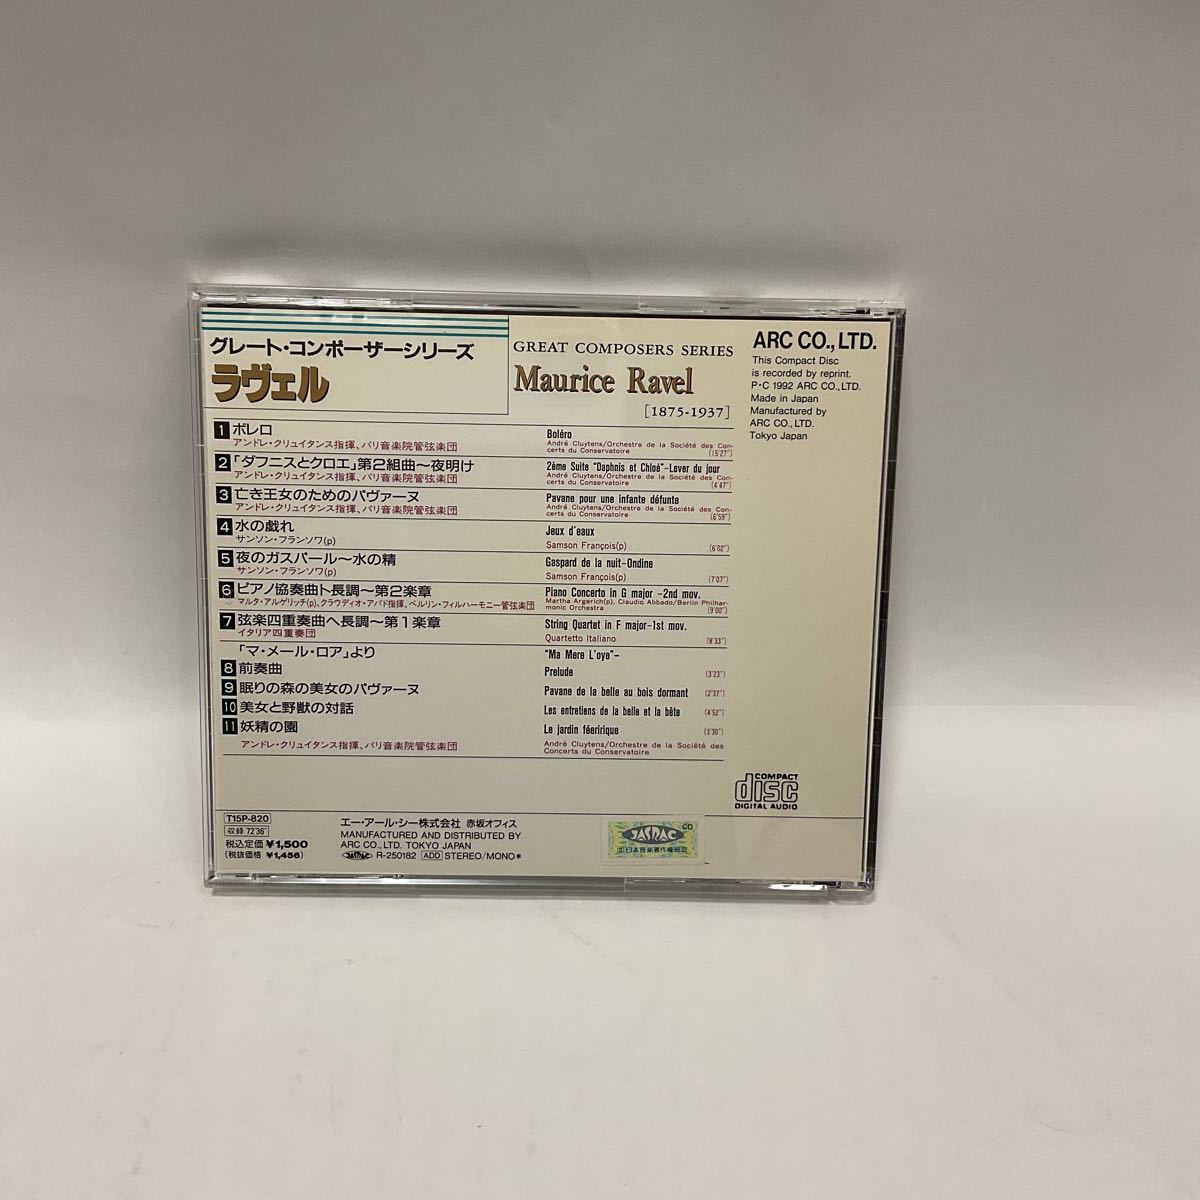 グレート・コンポーザーシリーズ
ラヴェル
GREAT COMPOSERS SERIES
Maurice Ravel
[1875-1937]
ARC CO., LTD.
This Compact Disc
is recorded by reprint.
P・C 1992 ARC CO., LTD.
Made in Japan
Manufactured by
ARC CO., LTD.
Tokyo Japan
1 ボレロ
アンドレ・クリュイタンス指揮、パリ音楽院管弦楽団
Boléro
André Cluytens/Orchestre de la Société des Con-
certs du Conservatoire (15'27")
2 「ダフニスとクロエ」第2組曲〜夜明け
アンドレ・クリュイタンス指揮、パリ音楽院管弦楽団
2ème Suite "Daphnis et Chloé"-Lever du jour
André Cluytens/Orchestre de la Société des Con-
certs du Conservatoire (4'47")
3 亡き王女のためのパヴァーヌ
アンドレ・クリュイタンス指揮、パリ音楽院管弦楽団
Pavane pour une infante défunte
André Cluytens/Orchestre de la Société des Con-
certs du Conservatoire (6'59")
4 水の戯れ
サンソン・フランソワ(p)
Jeux d'eaux
Samson François(p) (6'02")
5 夜のガスパール〜水の精
サンソン・フランソワ(p)
Gaspard de la nuit-Ondine
Samson François(p) (7'07")
6 ピアノ協奏曲ト長調〜第2楽章
マルタ・アルゲリッチ(p)、クラウディオ・アバド指揮、ベルリン・フィルハーモニー管弦楽団
Piano Concerto in G major -2nd mov.
Martha Argerich(p), Claudio Abbado/Berlin Philhar-
monic Orchestra (9'00")
7 弦楽四重奏曲ヘ長調〜第1楽章
イタリア四重奏団
String Quartet in F major-1st mov.
Quartetto Italiano (8'33")
「マ・メール・ロア」より
"Ma Mere L'oye"-
8 前奏曲
Prelude (3'23")
9 眠りの森の美女のパヴァーヌ
Pavane de la belle au bois dormant (2'37")
10 美女と野獣の対話
Les entretiens de la belle et la bête (4'52")
11 妖精の園
Le jardin féeririque (3'30")
アンドレ・クリュイタンス指揮、パリ音楽院管弦楽団
André Cluytens/Orchestre de la Société des
Concerts du Conservatoire
COMPACT
disc
DIGITAL AUDIO
T15P-820
収録 72'36"
税込定価 ¥1,500
(税抜価格 ¥1,456)
エー・アール・シー株式会社 赤坂オフィス
MANUFACTURED AND DISTRIBUTED BY
ARC CO., LTD. TOKYO JAPAN
JASRAC R-250182 ADD STEREO/MONO*
CD
JASRAC
日本音楽著作権協会